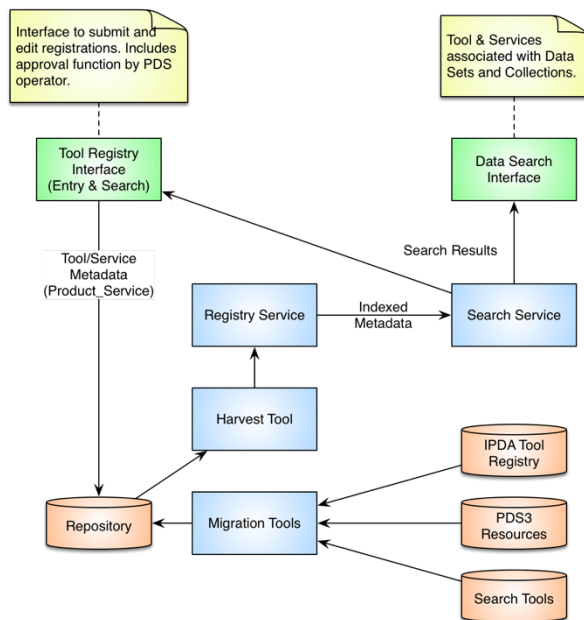 Interface to submit and
edit registrations. Includes
approval function by PDS
operator.
Tool & Services
associated with Data
Sets and Collections.
Tool Registry
Interface
(Entry & Search)
Data Search
Interface
Tool/Service
Metadata
(Product_Service)
Search Results
Registry Service
Indexed
Metadata
Search Service
Harvest Tool
IPDA Tool
Registry
Repository
Migration Tools
PDS3
Resources
Search Tools